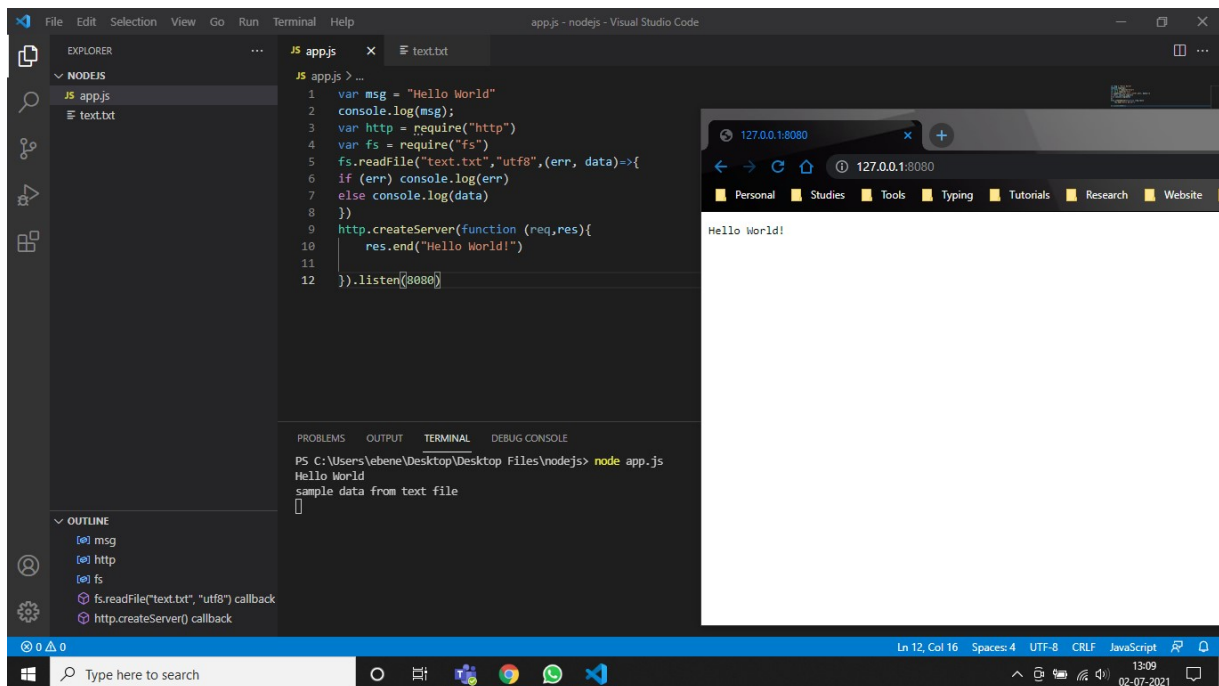 File Edit Selection View Go Run Terminal Help
app.js - nodejs - Visual Studio Code
EXPLORER
NODEJS
JS app.js
text.txt
JS app.js
text.txt
JS app.js > ...
1 var msg = "Hello World"
2 console.log(msg);
3 var http = require("http")
4 var fs = require("fs")
5 fs.readFile("text.txt","utf8",(err, data)=>{
6 if (err) console.log(err)
7 else console.log(data)
8 })
9 http.createServer(function (req,res){
10 res.end("Hello World!")
11
12 }).listen(8080)
127.0.0.1:8080
127.0.0.1:8080
Personal Studies Tools Typing Tutorials Research Website
Hello World!
PROBLEMS OUTPUT TERMINAL DEBUG CONSOLE
PS C:\Users\ebene\Desktop\Desktop Files\nodejs> node app.js
Hello World
sample data from text file
OUTLINE
msg
http
fs
fs.readFile("text.txt", "utf8") callback
http.createServer() callback
0 0
Ln 12, Col 16 Spaces: 4 UTF-8 CRLF JavaScript
Type here to search
13:09
02-07-2021